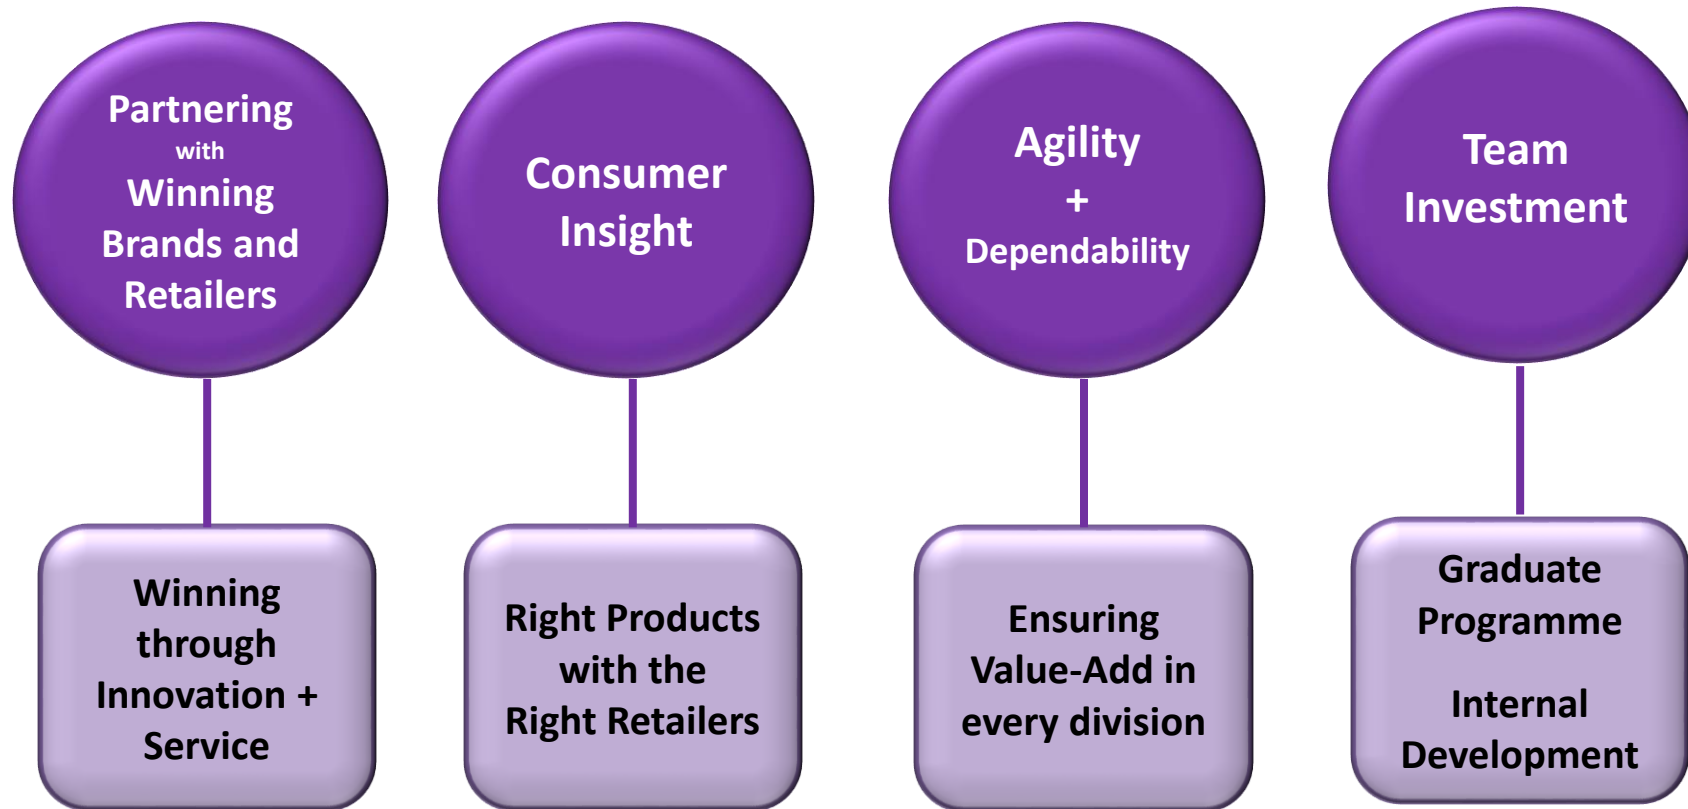 Partnering
with
Winning
Brands and
Retailers
Winning
through
Innovation +
Service
Consumer
Insight
Right Products
with the
Right Retailers
Agility
+
Dependability
Ensuring
Value-Add in
every division
Team
Investment
Graduate
Programme
Internal
Development